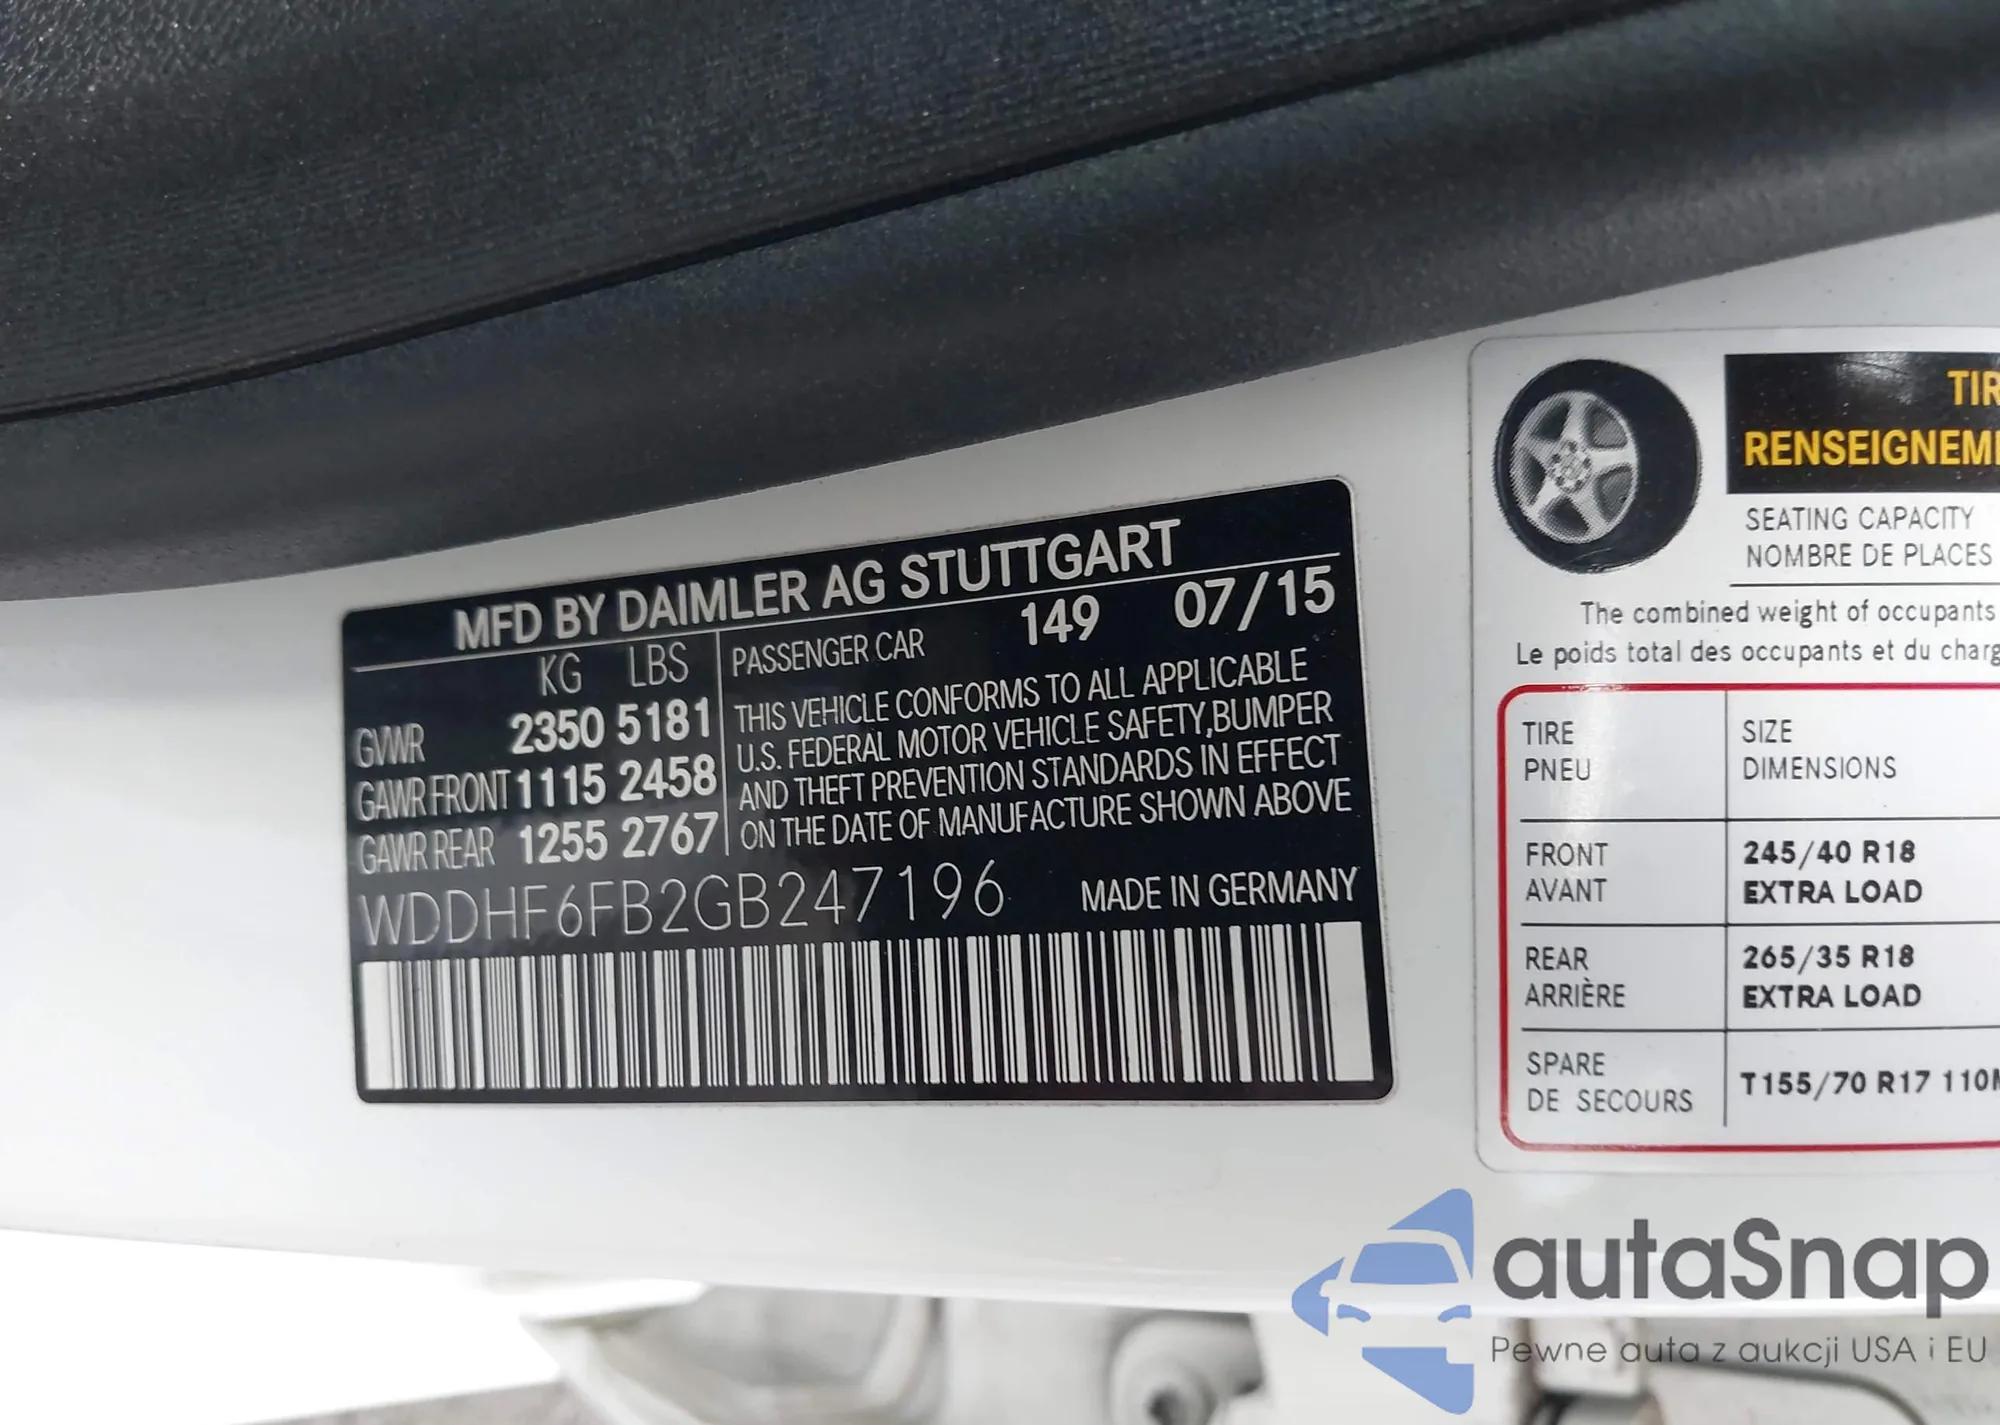 MFD BY DAIMLER AG STUTTGART
KG LBS
GVWR 2350 5181
GAWR FRONT 1115 2458
GAWR REAR 1255 2767
PASSENGER CAR 149 07/15
THIS VEHICLE CONFORMS TO ALL APPLICABLE
U.S. FEDERAL MOTOR VEHICLE SAFETY,BUMPER
AND THEFT PREVENTION STANDARDS IN EFFECT
ON THE DATE OF MANUFACTURE SHOWN ABOVE
WDDHF6FB2GB247196
MADE IN GERMANY
TIR
RENSEIGNEM
SEATING CAPACITY
NOMBRE DE PLACES
The combined weight of occupants
Le poids total des occupants et du charg
TIRE
PNEU
SIZE
DIMENSIONS
FRONT
AVANT
245/40 R18
EXTRA LOAD
REAR
ARRIÈRE
265/35 R18
EXTRA LOAD
SPARE
DE SECOURS
T155/70 R17 110M
autaSnap
Pewne auta z aukcji USA i EU